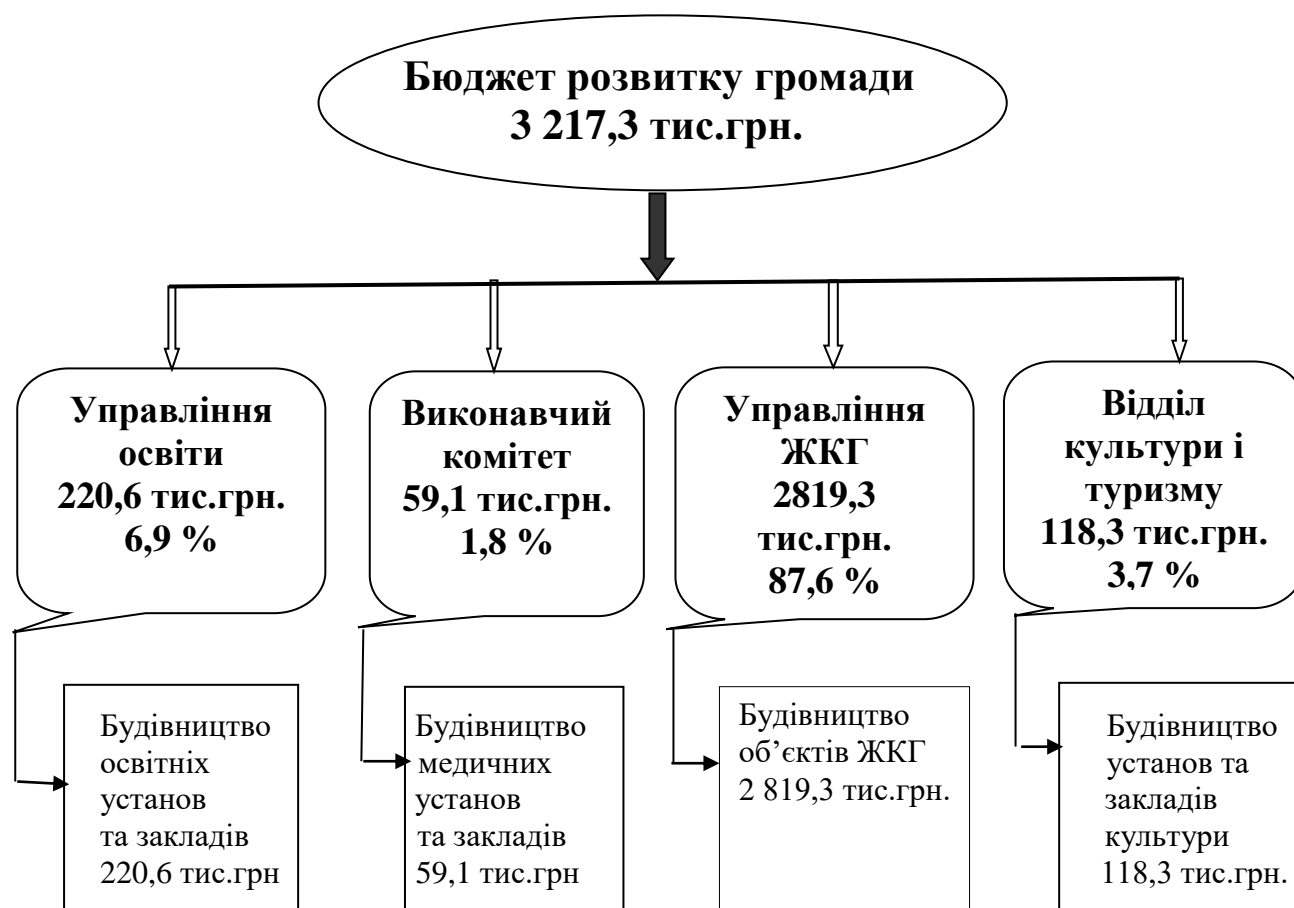 Бюджет розвитку громади
3 217,3 тис.грн.
Управління
освіти
220,6 тис.грн.
6,9 %
Виконавчий
комітет
59,1 тис.грн.
1,8 %
Управління
ЖКГ
2819,3
тис.грн.
87,6 %
Відділ
культури і
туризму
118,3 тис.грн.
3,7 %
Будівництво
освітніх
установ
та закладів
220,6 тис.грн
Будівництво
медичних
установ
та закладів
59,1 тис.грн
Будівництво
об’єктів ЖКГ
2 819,3 тис.грн.
Будівництво
установ та
закладів
культури
118,3 тис.грн.